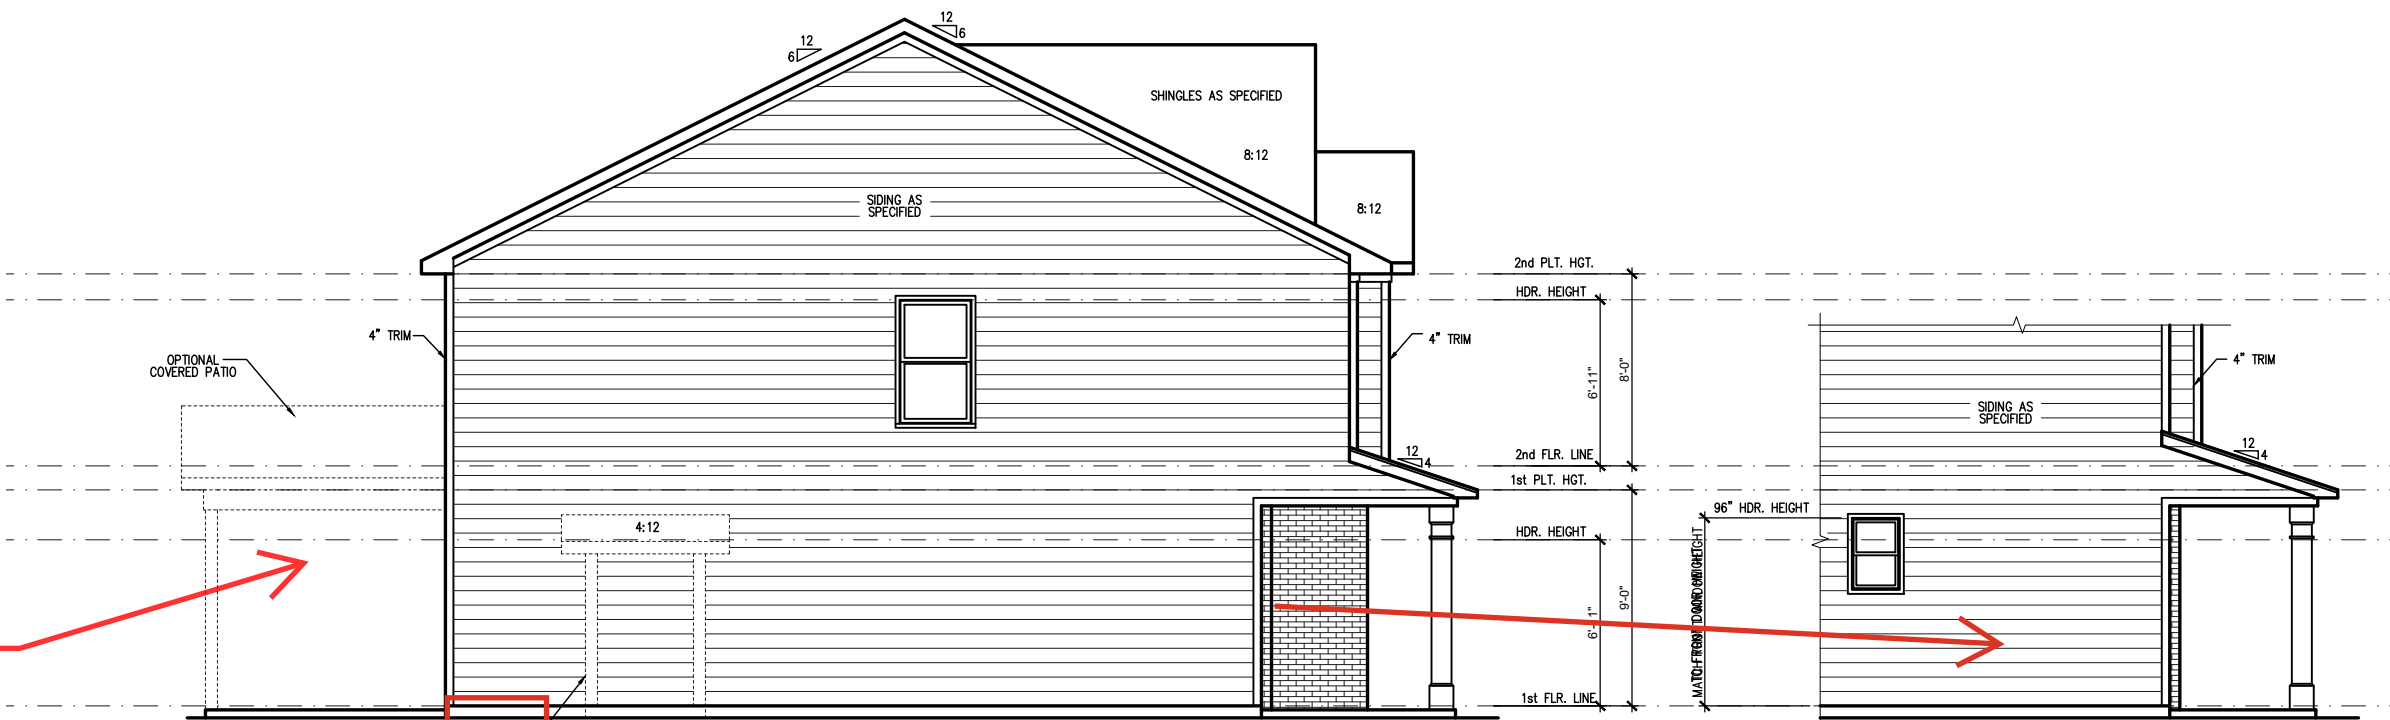 12
6
12
6
SHINGLES AS SPECIFIED
8:12
8:12
SIDING AS
SPECIFIED
2nd PLT. HGT.
HDR. HEIGHT
4" TRIM
4" TRIM
OPTIONAL
COVERED PATIO
6'-11"
8'-0"
12
4
2nd FLR. LINE
1st PLT. HGT.
4:12
HDR. HEIGHT
9'-0"
1st FLR. LINE
4" TRIM
SIDING AS
SPECIFIED
12
4
96" HDR. HEIGHT